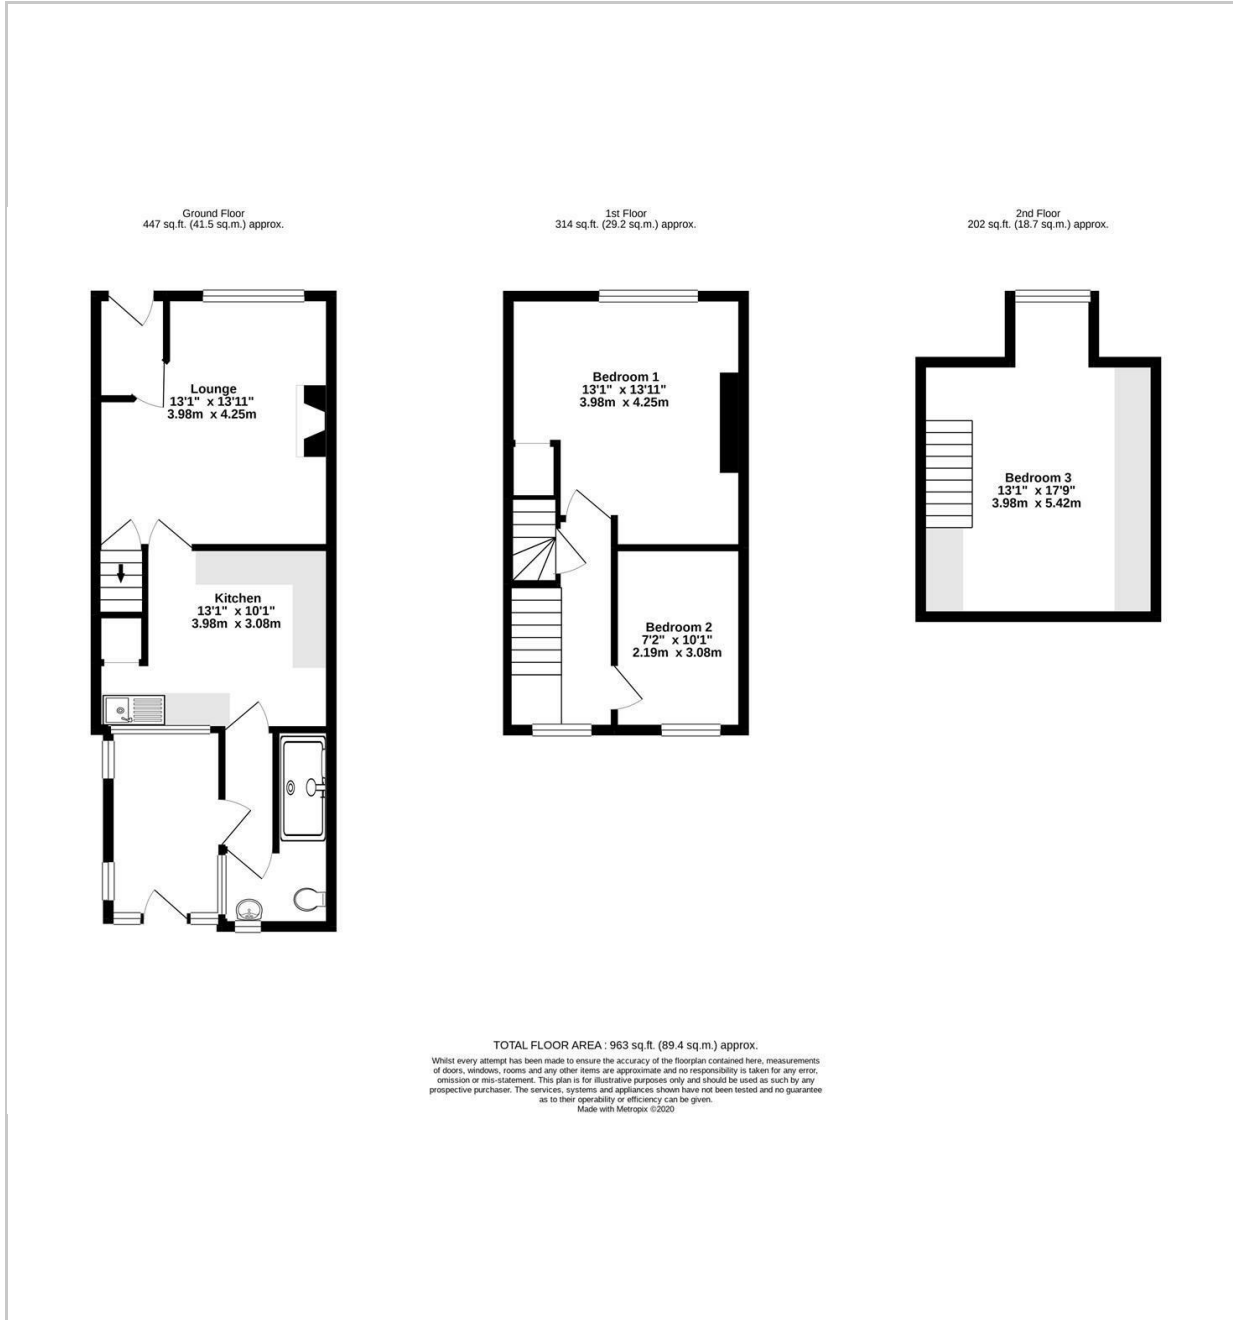 Ground Floor
447 sq.ft. (41.5 sq.m.) approx.
1st Floor
314 sq.ft. (29.2 sq.m.) approx.
2nd Floor
202 sq.ft. (18.7 sq.m.) approx.
Lounge
13'1" x 13'11"
3.98m x 4.25m
Kitchen
13'1" x 10'1"
3.98m x 3.08m
Bedroom 1
13'1" x 13'11"
3.98m x 4.25m
Bedroom 2
7'2" x 10'1"
2.19m x 3.08m
Bedroom 3
13'1" x 17'9"
3.98m x 5.42m
TOTAL FLOOR AREA : 963 sq.ft. (89.4 sq.m.) approx.
Whilst every attempt has been made to ensure the accuracy of the floorplan contained here, measurements
of doors, windows, rooms and any other items are approximate and no responsibility is taken for any error,
omission or mis-statement. This plan is for illustrative purposes only and should be used as such by any
prospective purchaser. The services, systems and appliances shown have not been tested and no guarantee
as to their operability or efficiency can be given.
Made with Metropix ©2020